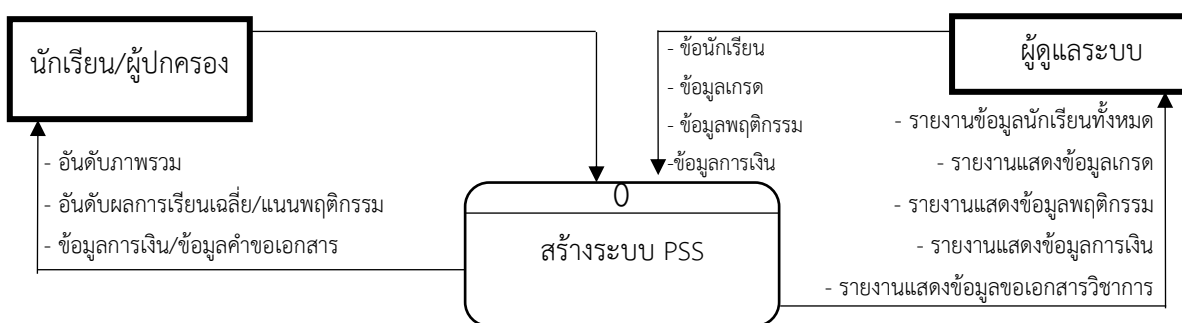 นักเรียน/ผู้ปกครอง
- อันดับภาพรวม
- อันดับผลการเรียนเฉลี่ย/แนนพฤติกรรม
- ข้อมูลการเงิน/ข้อมูลคำขอเอกสาร
- ข้อนักเรียน
- ข้อมูลเกรด
- ข้อมูลพฤติกรรม
-ข้อมูลการเงิน
0
สร้างระบบ PSS
ผู้ดูแลระบบ
- รายงานข้อมูลนักเรียนทั้งหมด
- รายงานแสดงข้อมูลเกรด
- รายงานแสดงข้อมูลพฤติกรรม
- รายงานแสดงข้อมูลการเงิน
- รายงานแสดงข้อมูลขอเอกสารวิชาการ